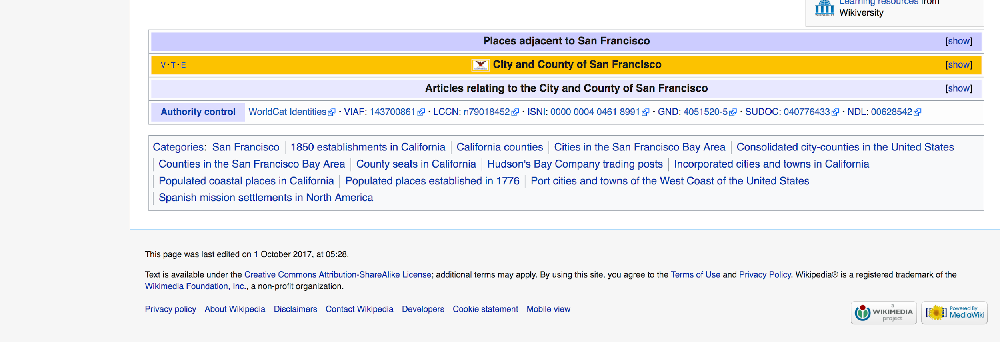 Learning resources from
Wikiversity
WIKIVERSITY
Places adjacent to San Francisco [show]
V · T · E City and County of San Francisco [show]
Articles relating to the City and County of San Francisco [show]
Authority control WorldCat Identities · VIAF: 143700861 · LCCN: n79018452 · ISNI: 0000 0004 0461 8991 · GND: 4051520-5 · SUDOC: 040776433 · NDL: 00628542
Categories: San Francisco | 1850 establishments in California | California counties | Cities in the San Francisco Bay Area | Consolidated city-counties in the United States
| Counties in the San Francisco Bay Area | County seats in California | Hudson's Bay Company trading posts | Incorporated cities and towns in California
| Populated coastal places in California | Populated places established in 1776 | Port cities and towns of the West Coast of the United States
| Spanish mission settlements in North America
This page was last edited on 1 October 2017, at 05:28.
Text is available under the Creative Commons Attribution-ShareAlike License; additional terms may apply. By using this site, you agree to the Terms of Use and Privacy Policy. Wikipedia® is a registered trademark of the
Wikimedia Foundation, Inc., a non-profit organization.
Privacy policy About Wikipedia Disclaimers Contact Wikipedia Developers Cookie statement Mobile view
a
WIKIMEDIA
project
Powered By
MediaWiki